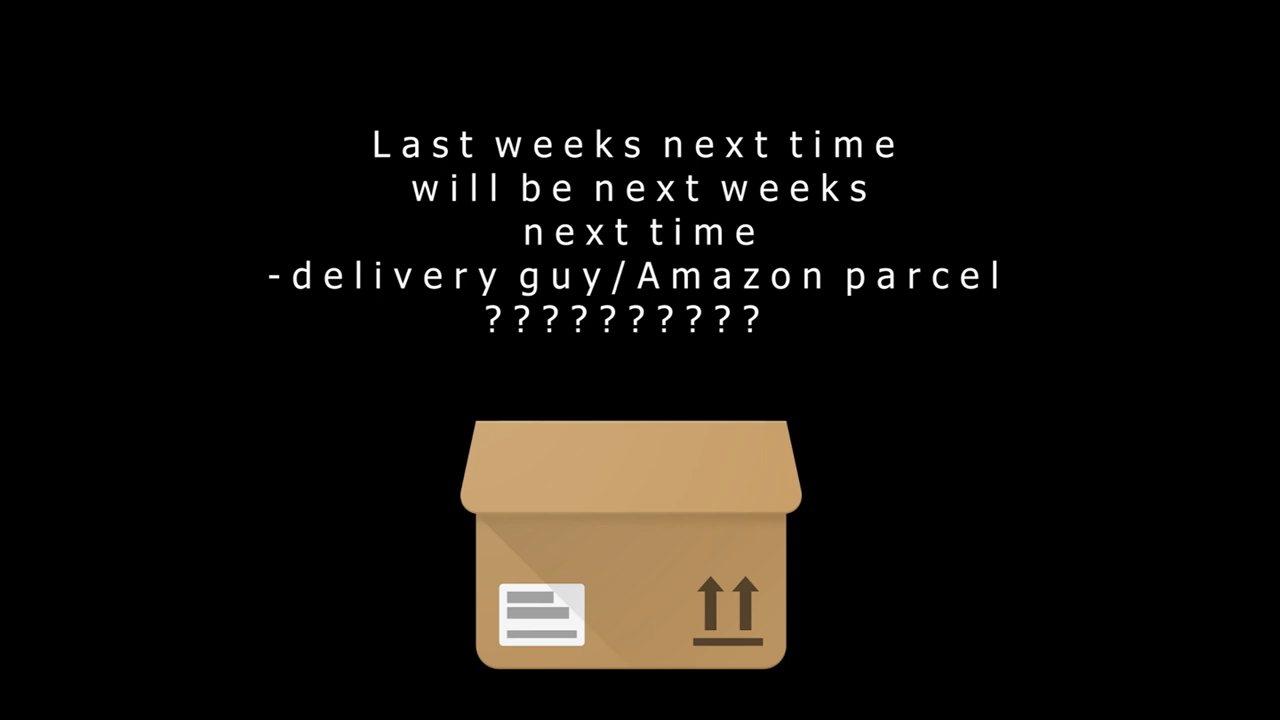 Last weeks next time
will be next weeks
next time
-delivery guy/Amazon parcel
??????????